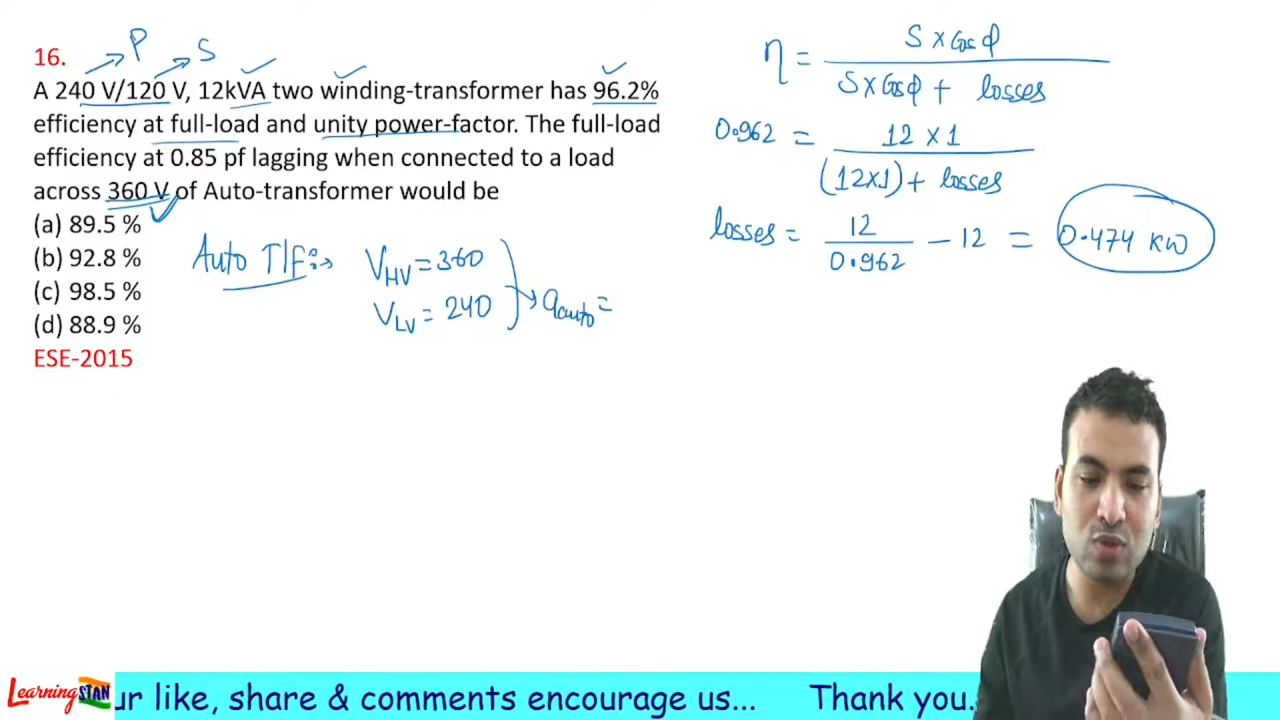 16.
P
S
A 240 V/120 V, 12kVA two winding-transformer has 96.2%
efficiency at full-load and unity power-factor. The full-load
efficiency at 0.85 pf lagging when connected to a load
across 360 V of Auto-transformer would be
(a) 89.5 %
(b) 92.8 %
(c) 98.5 %
(d) 88.9 %
ESE-2015
Auto T/F:→
V_HV = 360
V_LV = 240
a_auto =
η = S x Cos φ / S x Cos φ + losses
0.962 = 12 x 1 / (12x1) + losses
losses = 12 / 0.962 - 12 = 0.474 kW
Learning STAN
ur like, share & comments encourage us... Thank you.